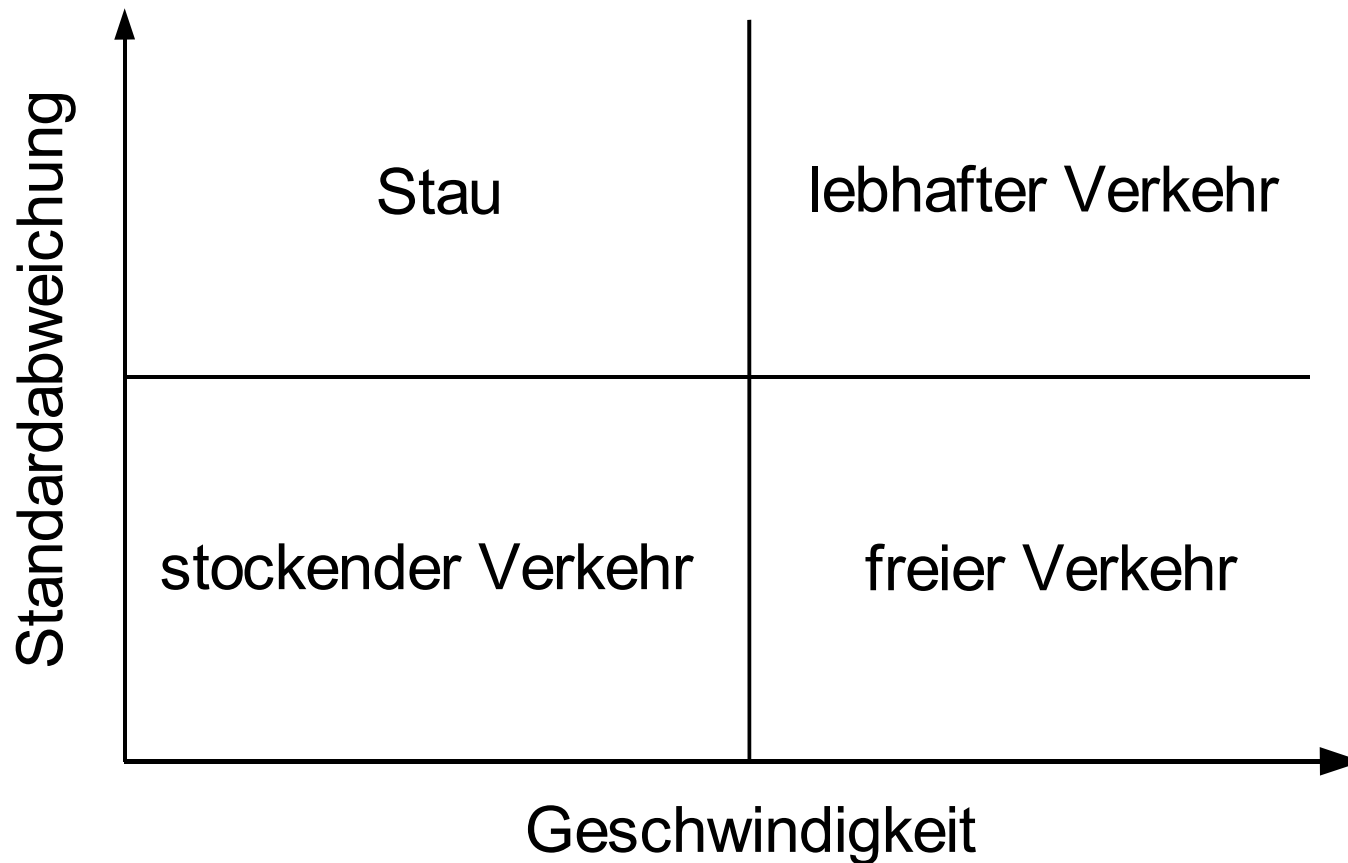 Standardabweichung
Stau
lebhafter Verkehr
stockender Verkehr
freier Verkehr
Geschwindigkeit